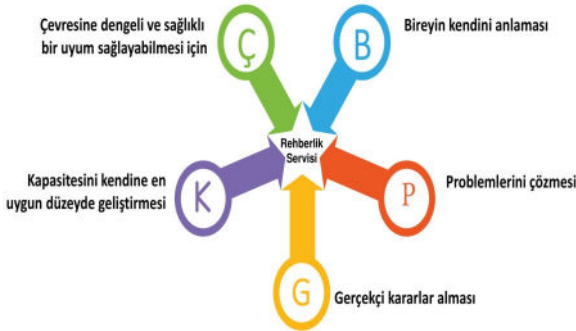 Çevresine dengeli ve sağlıklı
bir uyum sağlayabilmesi için
Ç
B
Bireyin kendini anlaması
Rehberlik
Servisi
Kapasitesini kendine en
uygun düzeyde geliştirmesi
K
P
Problemlerini çözmesi
G
Gerçekçi kararlar alması